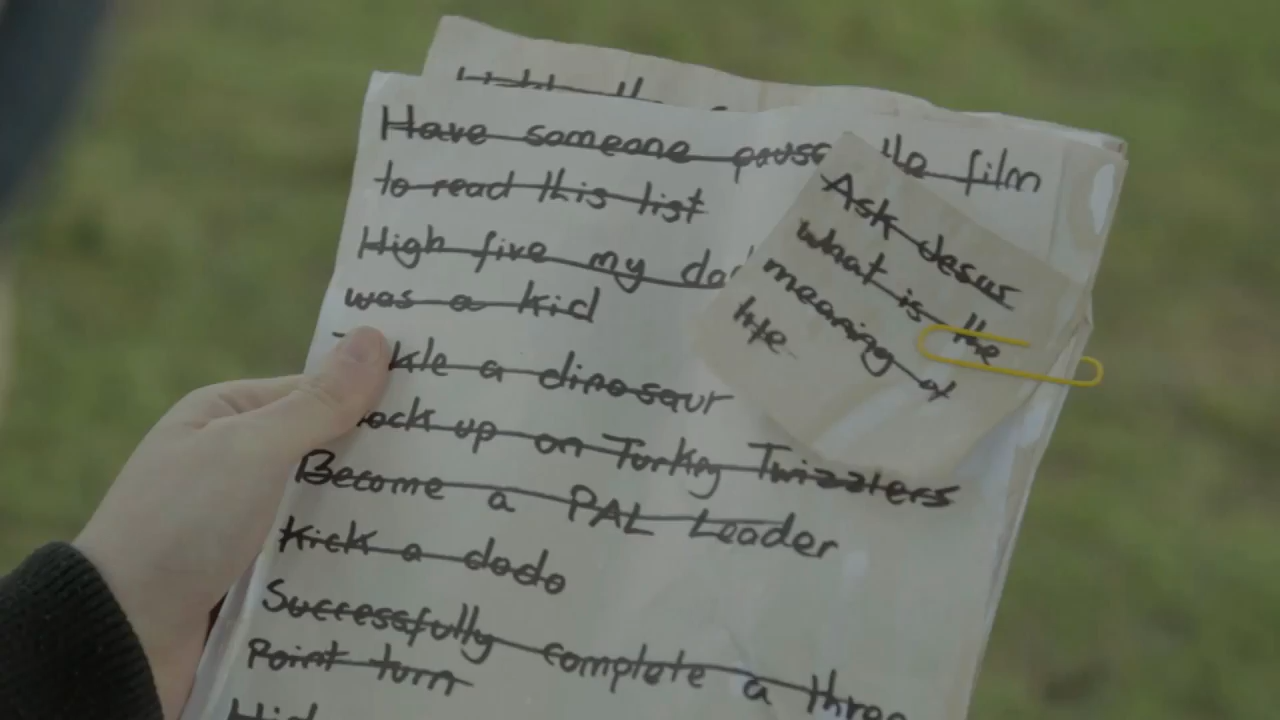 Have someone pause the film
to read this list
High five my dad
was a kid
a dinosaur
up on Turkey Twizzlers
Become a PAL Leader
Kick a dodo
Successfully complete a three
Point turn
Ask Jesus
what is the
meaning of
life